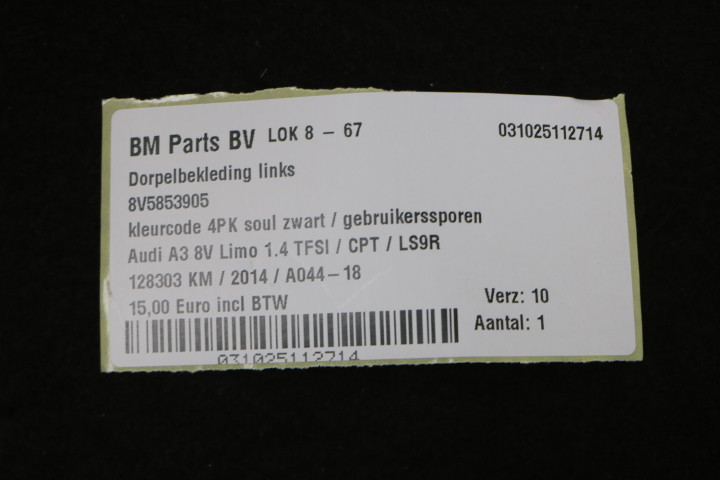 BM Parts BV LOK 8 - 67 031025112714
Dorpelbekleding links
8V5853905
kleurcode 4PK soul zwart / gebruikerssporen
Audi A3 8V Limo 1.4 TFSI / CPT / LS9R
128303 KM / 2014 / A044-18
15,00 Euro incl BTW
Verz: 10
Aantal: 1
031025112714